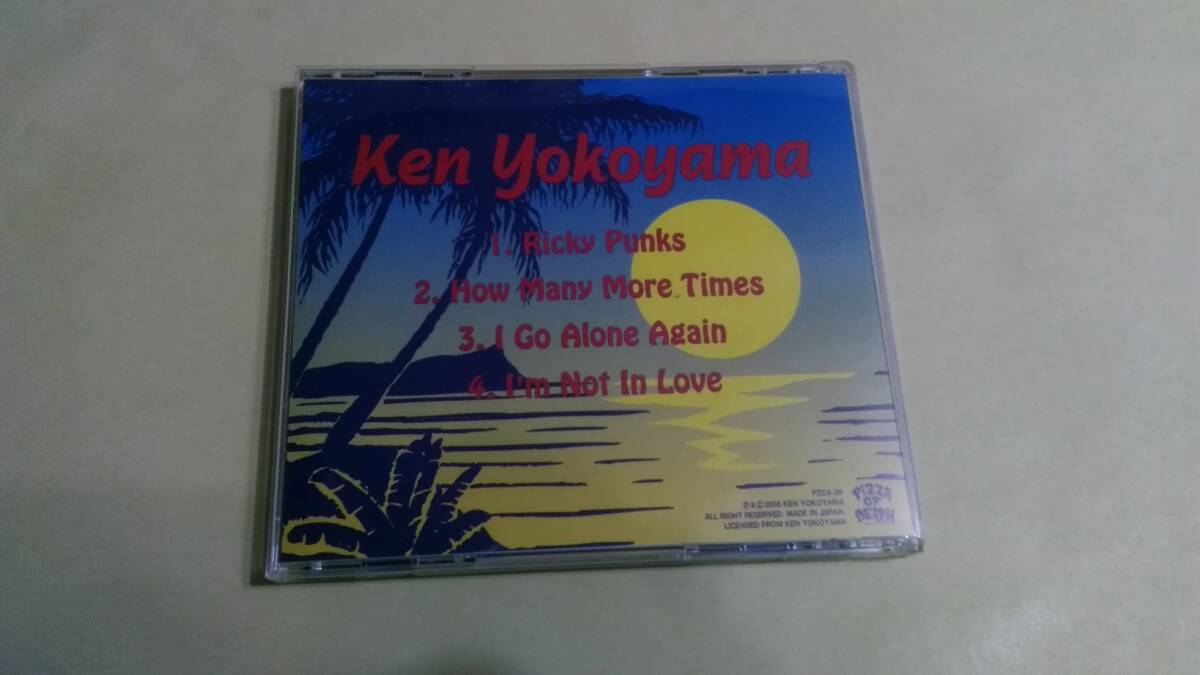 Ken Yokoyama
1. Ricky Punks
2. How Many More Times
3. I Go Alone Again
4. I'm Not In Love
PZCA-20
℗&©2005 KEN YOKOYAMA
ALL RIGHT RESERVED. MADE IN JAPAN
LICENSED FROM KEN YOKOYAMA
PIZZA
OF
DEATH